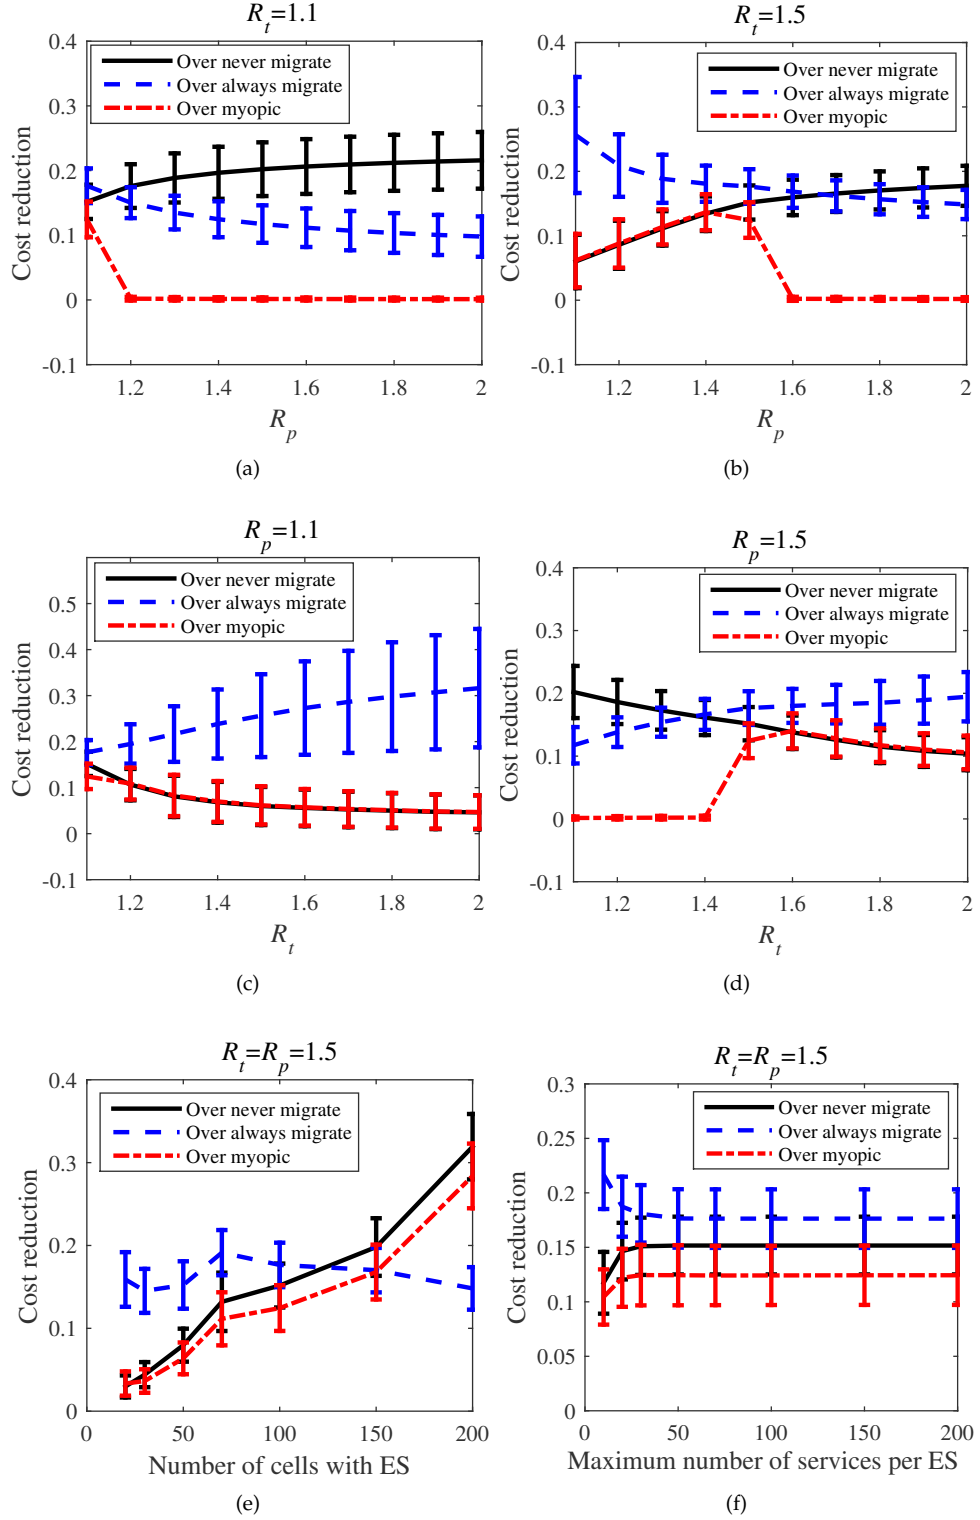 R_t=1.1
0.4
0.3
0.2
0.1
0
-0.1
Cost reduction
Over never migrate
Over always migrate
Over myopic
1.2 1.4 1.6 1.8 2
R_p
(a)
R_t=1.5
0.4
0.3
0.2
0.1
0
-0.1
Cost reduction
Over never migrate
Over always migrate
Over myopic
1.2 1.4 1.6 1.8 2
R_p
(b)
R_p=1.1
0.5
0.4
0.3
0.2
0.1
0
-0.1
Cost reduction
Over never migrate
Over always migrate
Over myopic
1.2 1.4 1.6 1.8 2
R_t
(c)
R_p=1.5
0.4
0.3
0.2
0.1
0
-0.1
Cost reduction
Over never migrate
Over always migrate
Over myopic
1.2 1.4 1.6 1.8 2
R_t
(d)
R_t=R_p=1.5
0.4
0.3
0.2
0.1
0
Cost reduction
Over never migrate
Over always migrate
Over myopic
0 50 100 150 200
Number of cells with ES
(e)
R_t=R_p=1.5
0.3
0.25
0.2
0.15
0.1
0.05
0
Cost reduction
Over never migrate
Over always migrate
Over myopic
0 50 100 150 200
Maximum number of services per ES
(f)